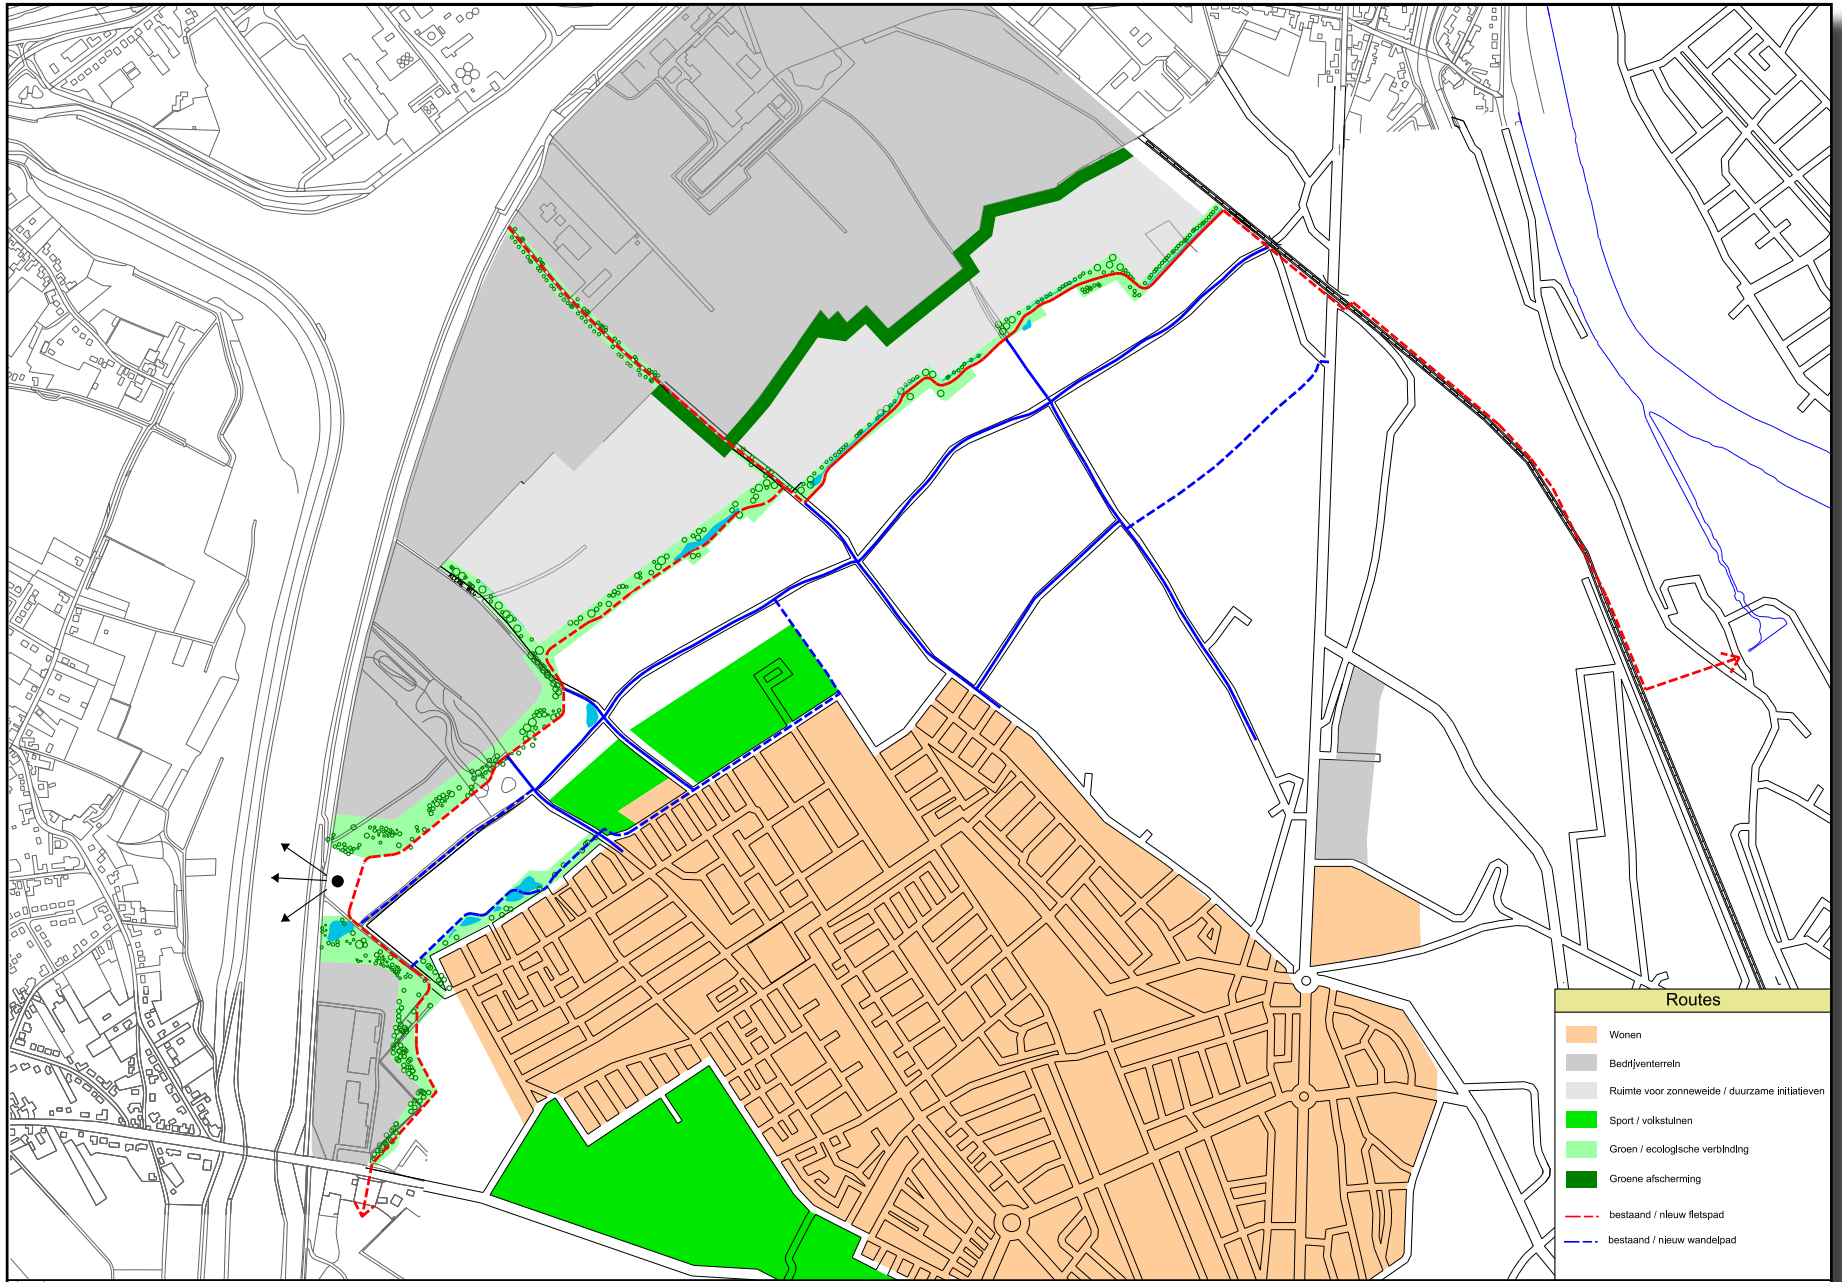 Routes
Wonen
Bedrijventerrein
Ruimte voor zonneweide / duurzame initiatieven
Sport / volkstuinen
Groen / ecologische verbinding
Groene afscherming
bestaand / nieuw fietspad
bestaand / nieuw wandelpad